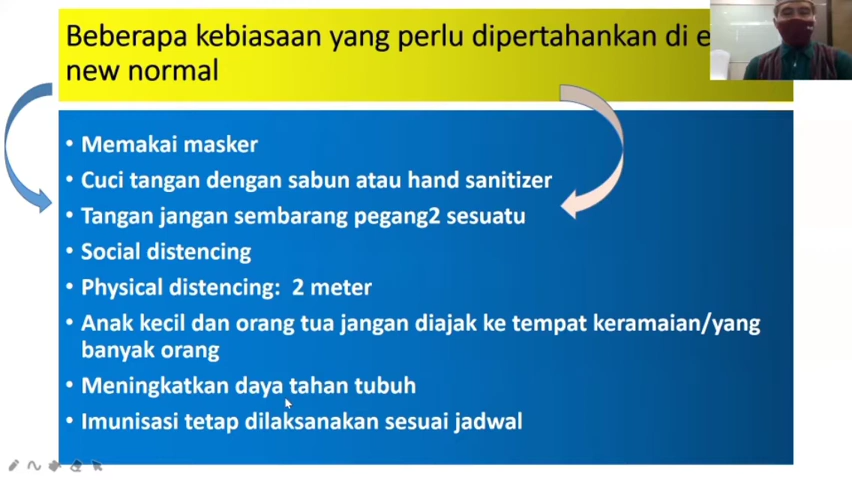 Beberapa kebiasaan yang perlu dipertahankan di
new normal
• Memakai masker
• Cuci tangan dengan sabun atau hand sanitizer
• Tangan jangan sembarang pegang2 sesuatu
• Social distencing
• Physical distencing: 2 meter
• Anak kecil dan orang tua jangan diajak ke tempat keramaian/yang
banyak orang
• Meningkatkan daya tahan tubuh
• Imunisasi tetap dilaksanakan sesuai jadwal